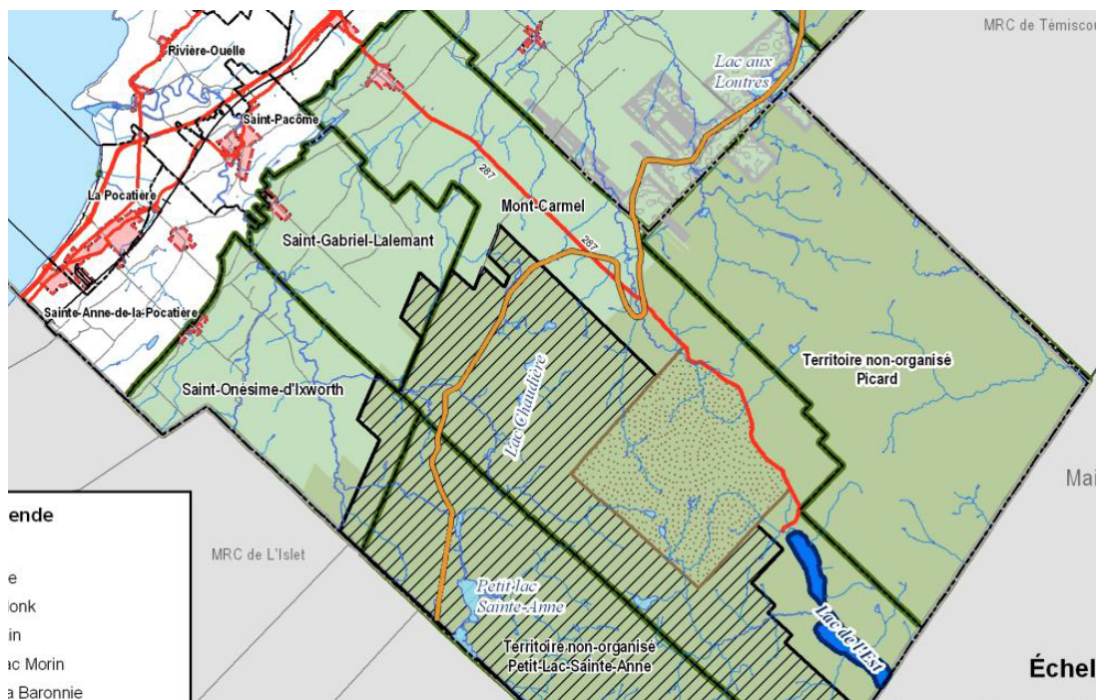 MRC de Témiscou
Rivière-Ouelle
Lac aux
Loutres
Saint-Pacôme
287
La Pocatière
Mont-Carmel
Saint-Gabriel-Lalemant
287
Sainte-Anne-de-la-Pocatière
Territoire non-organisé
Picard
Saint-Onésime-d'Ixworth
Lac Chaudière
Mai
ende
MRC de L'Islet
e
Petit-lac
Sainte-Anne
onk
in
Lac de l'Est
Territoire non-organisé
Petit-Lac-Sainte-Anne
ac Morin
Échel
a Baronnie